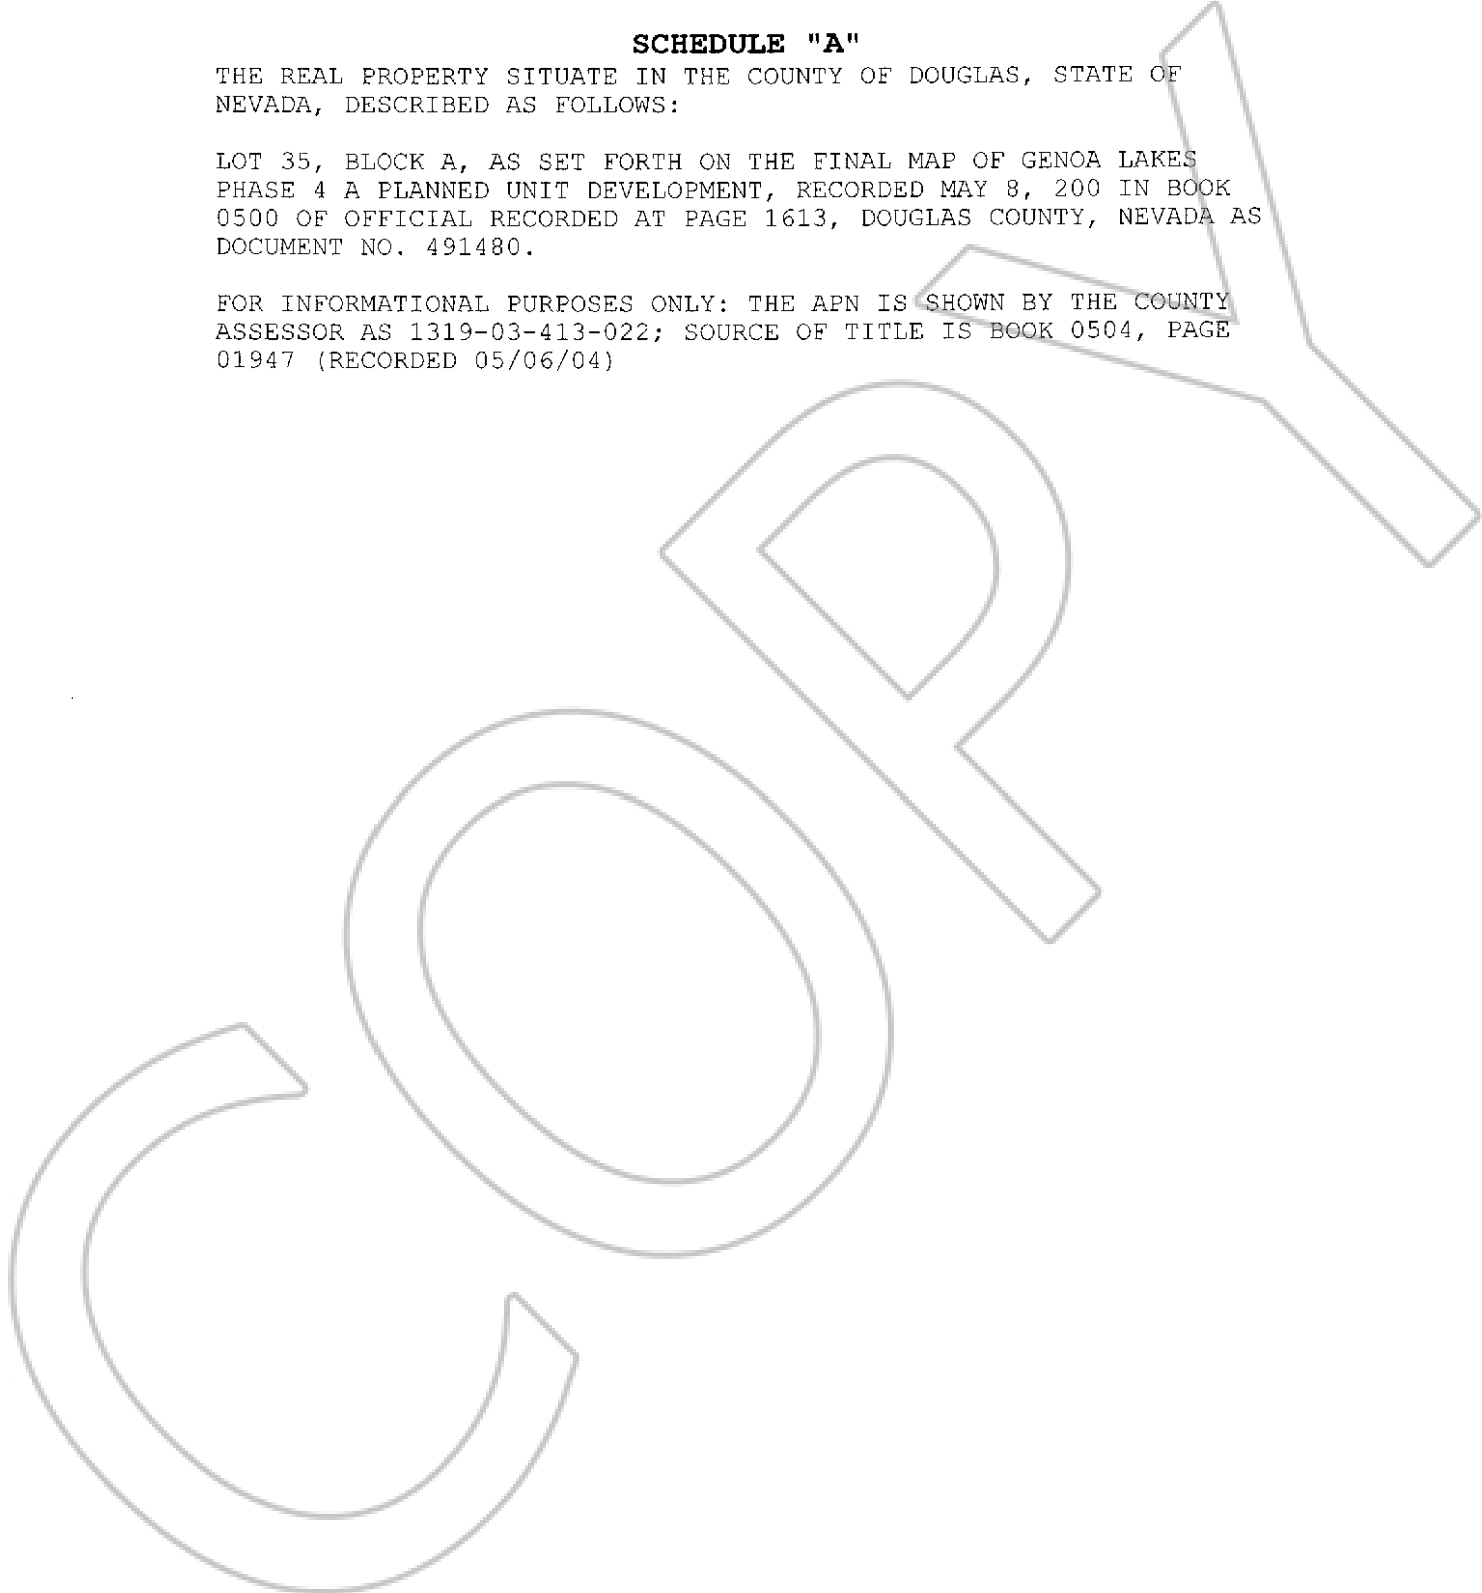 SCHEDULE "A"
THE REAL PROPERTY SITUATE IN THE COUNTY OF DOUGLAS, STATE OF
NEVADA, DESCRIBED AS FOLLOWS:
LOT 35, BLOCK A, AS SET FORTH ON THE FINAL MAP OF GENOA LAKES
PHASE 4 A PLANNED UNIT DEVELOPMENT, RECORDED MAY 8, 200 IN BOOK
0500 OF OFFICIAL RECORDED AT PAGE 1613, DOUGLAS COUNTY, NEVADA AS
DOCUMENT NO. 491480.
FOR INFORMATIONAL PURPOSES ONLY: THE APN IS SHOWN BY THE COUNTY
ASSESSOR AS 1319-03-413-022; SOURCE OF TITLE IS BOOK 0504, PAGE
01947 (RECORDED 05/06/04)
COPY